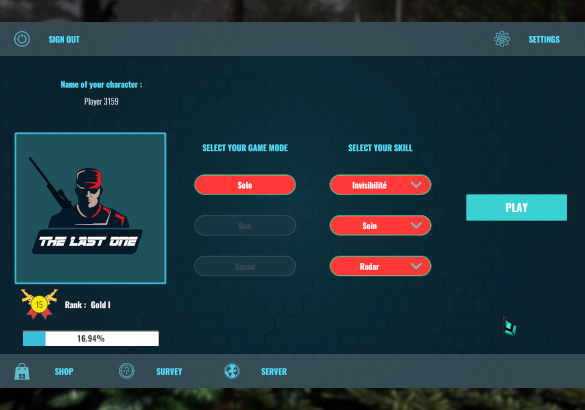 SIGN OUT
SETTINGS
Name of your character :
Player 3159
SELECT YOUR GAME MODE
SELECT YOUR SKILL
Solo
Invisibilité
PLAY
Duo
Soin
Squad
Radar
THE LAST ONE
15
Rank : Gold I
16.94%
SHOP
SURVEY
SERVER